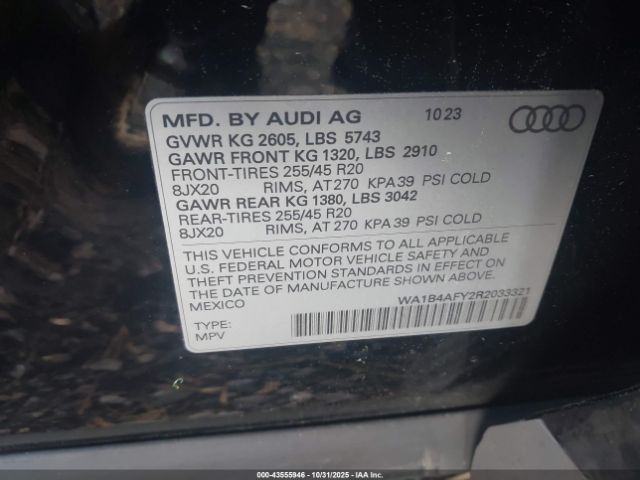 MFD. BY AUDI AG 10 23
GVWR KG 2605, LBS 5743
GAWR FRONT KG 1320, LBS 2910
FRONT-TIRES 255/45 R20
8JX20 RIMS, AT 270 KPA 39 PSI COLD
GAWR REAR KG 1380, LBS 3042
REAR-TIRES 255/45 R20
8JX20 RIMS, AT 270 KPA 39 PSI COLD
THIS VEHICLE CONFORMS TO ALL APPLICABLE
U.S. FEDERAL MOTOR VEHICLE SAFETY AND
THEFT PREVENTION STANDARDS IN EFFECT ON
THE DATE OF MANUFACTURE SHOWN ABOVE.
MEXICO WA1B4AFY2R2033321
TYPE:
MPV
000-43555946 - 10/31/2025 - © IAA, Inc.